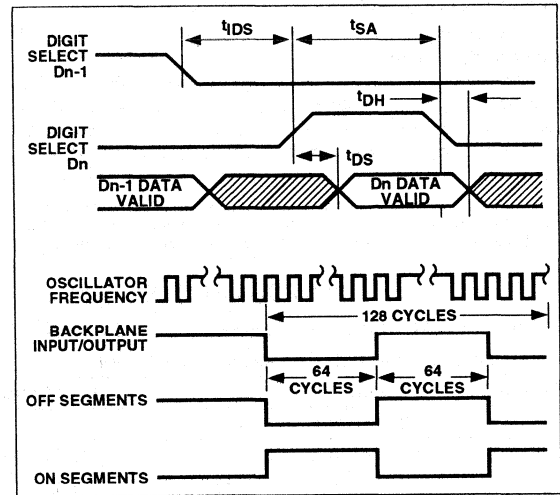 tIDS
tSA
DIGIT
SELECT
Dn-1
tDH
DIGIT
SELECT
Dn
tDS
Dn-1 DATA
VALID
Dn DATA
VALID
OSCILLATOR
FREQUENCY
128 CYCLES
BACKPLANE
INPUT/OUTPUT
64
CYCLES
64
CYCLES
OFF SEGMENTS
ON SEGMENTS